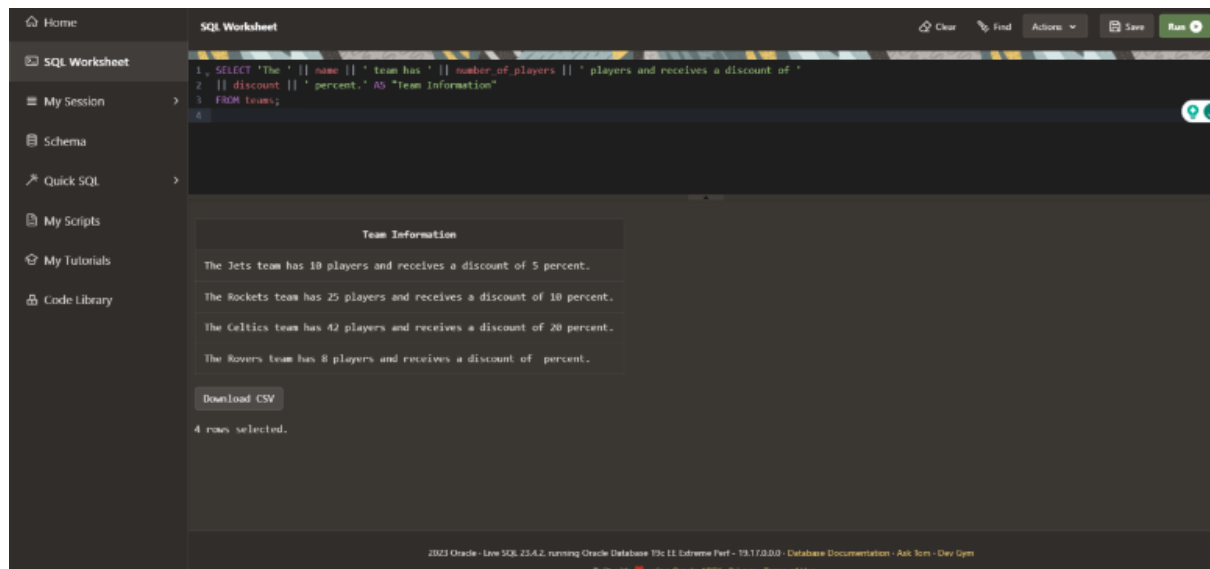 Home
SQL Worksheet
My Session
Schema
Quick SQL
My Scripts
My Tutorials
Code Library
SQL Worksheet
Clear
Find
Actions
Save
Run
1 SELECT 'The ' || name || ' team has ' || number_of_players || ' players and receives a discount of '
2 || discount || ' percent.' AS "Team Information"
3 FROM teams;
4
Team Information
The Jets team has 10 players and receives a discount of 5 percent.
The Rockets team has 25 players and receives a discount of 10 percent.
The Celtics team has 42 players and receives a discount of 20 percent.
The Rovers team has 8 players and receives a discount of  percent.
Download CSV
4 rows selected.
2023 Oracle - Live SQL 23.4.2, running Oracle Database 19c EE Extreme Perf - 19.17.0.0.0 - Database Documentation - Ask Tom - Dev Gym